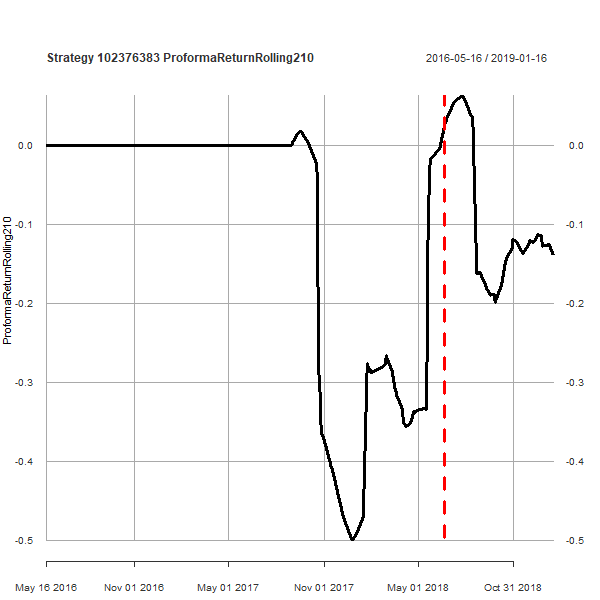 Strategy 102376383 ProformaReturnRolling210
2016-05-16 / 2019-01-16
ProformaReturnRolling210
0.0 0.0
-0.1 -0.1
-0.2 -0.2
-0.3 -0.3
-0.4 -0.4
-0.5 -0.5
May 16 2016 Nov 01 2016 May 01 2017 Nov 01 2017 May 01 2018 Oct 31 2018